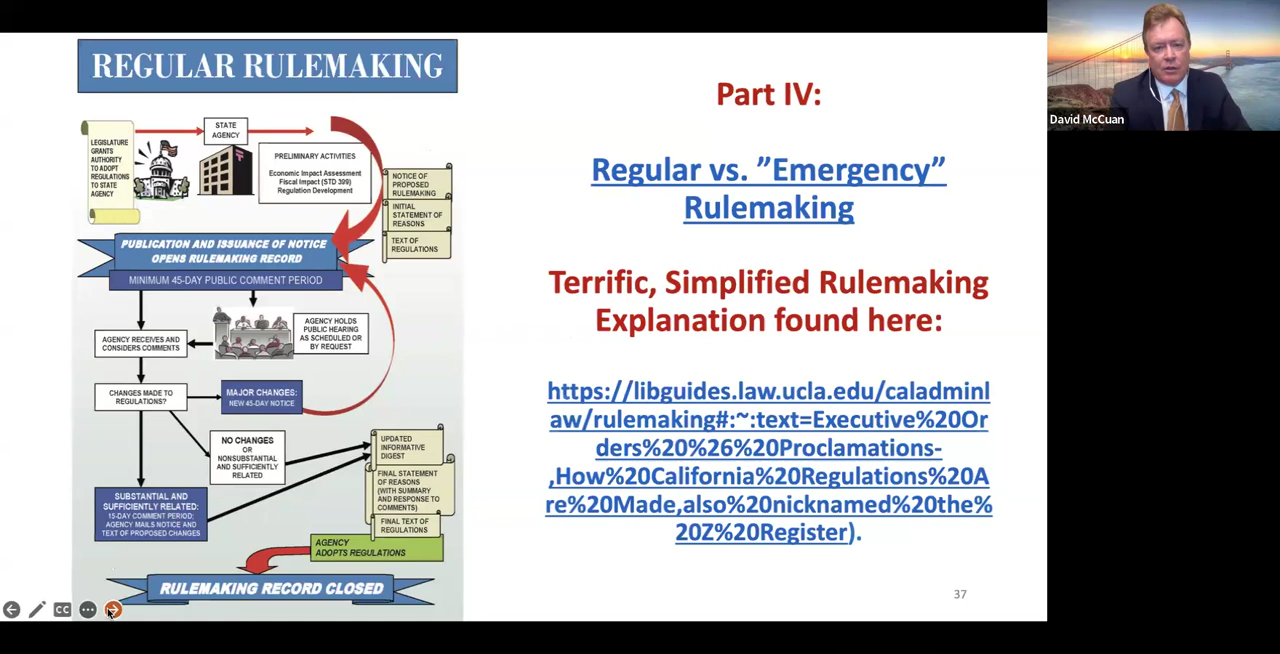 REGULAR RULEMAKING
LEGISLATURE
GRANTS
AUTHORITY
TO ADOPT
REGULATIONS
TO STATE
AGENCY
STATE
AGENCY
PRELIMINARY ACTIVITIES
Economic Impact Assessment
Fiscal Impact (STD 399)
Regulation Development
NOTICE OF
PROPOSED
RULEMAKING
INITIAL
STATEMENT OF
REASONS
TEXT OF
REGULATIONS
PUBLICATION AND ISSUANCE OF NOTICE
OPENS RULEMAKING RECORD
MINIMUM 45-DAY PUBLIC COMMENT PERIOD
AGENCY HOLDS
PUBLIC HEARING
AS SCHEDULED OR
BY REQUEST
AGENCY RECEIVES AND
CONSIDERS COMMENTS
CHANGES MADE TO
REGULATIONS?
MAJOR CHANGES:
NEW 45-DAY NOTICE
NO CHANGES
OR
NONSUBSTANTIAL
AND SUFFICIENTLY
RELATED
SUBSTANTIAL AND
SUFFICIENTLY RELATED:
15-DAY COMMENT PERIOD;
AGENCY MAILS NOTICE AND
TEXT OF PROPOSED CHANGES
UPDATED
INFORMATIVE
DIGEST
FINAL STATEMENT
OF REASONS
(WITH SUMMARY
AND RESPONSE TO
COMMENTS)
FINAL TEXT OF
REGULATIONS
AGENCY
ADOPTS REGULATIONS
RULEMAKING RECORD CLOSED
Part IV:
Regular vs. ”Emergency”
Rulemaking
Terrific, Simplified Rulemaking
Explanation found here:
https://libguides.law.ucla.edu/caladminl
aw/rulemaking#:~:text=Executive%20Or
ders%20%26%20Proclamations-
,How%20California%20Regulations%20A
re%20Made,also%20nicknamed%20the%
20Z%20Register).
37
CC
David McCuan